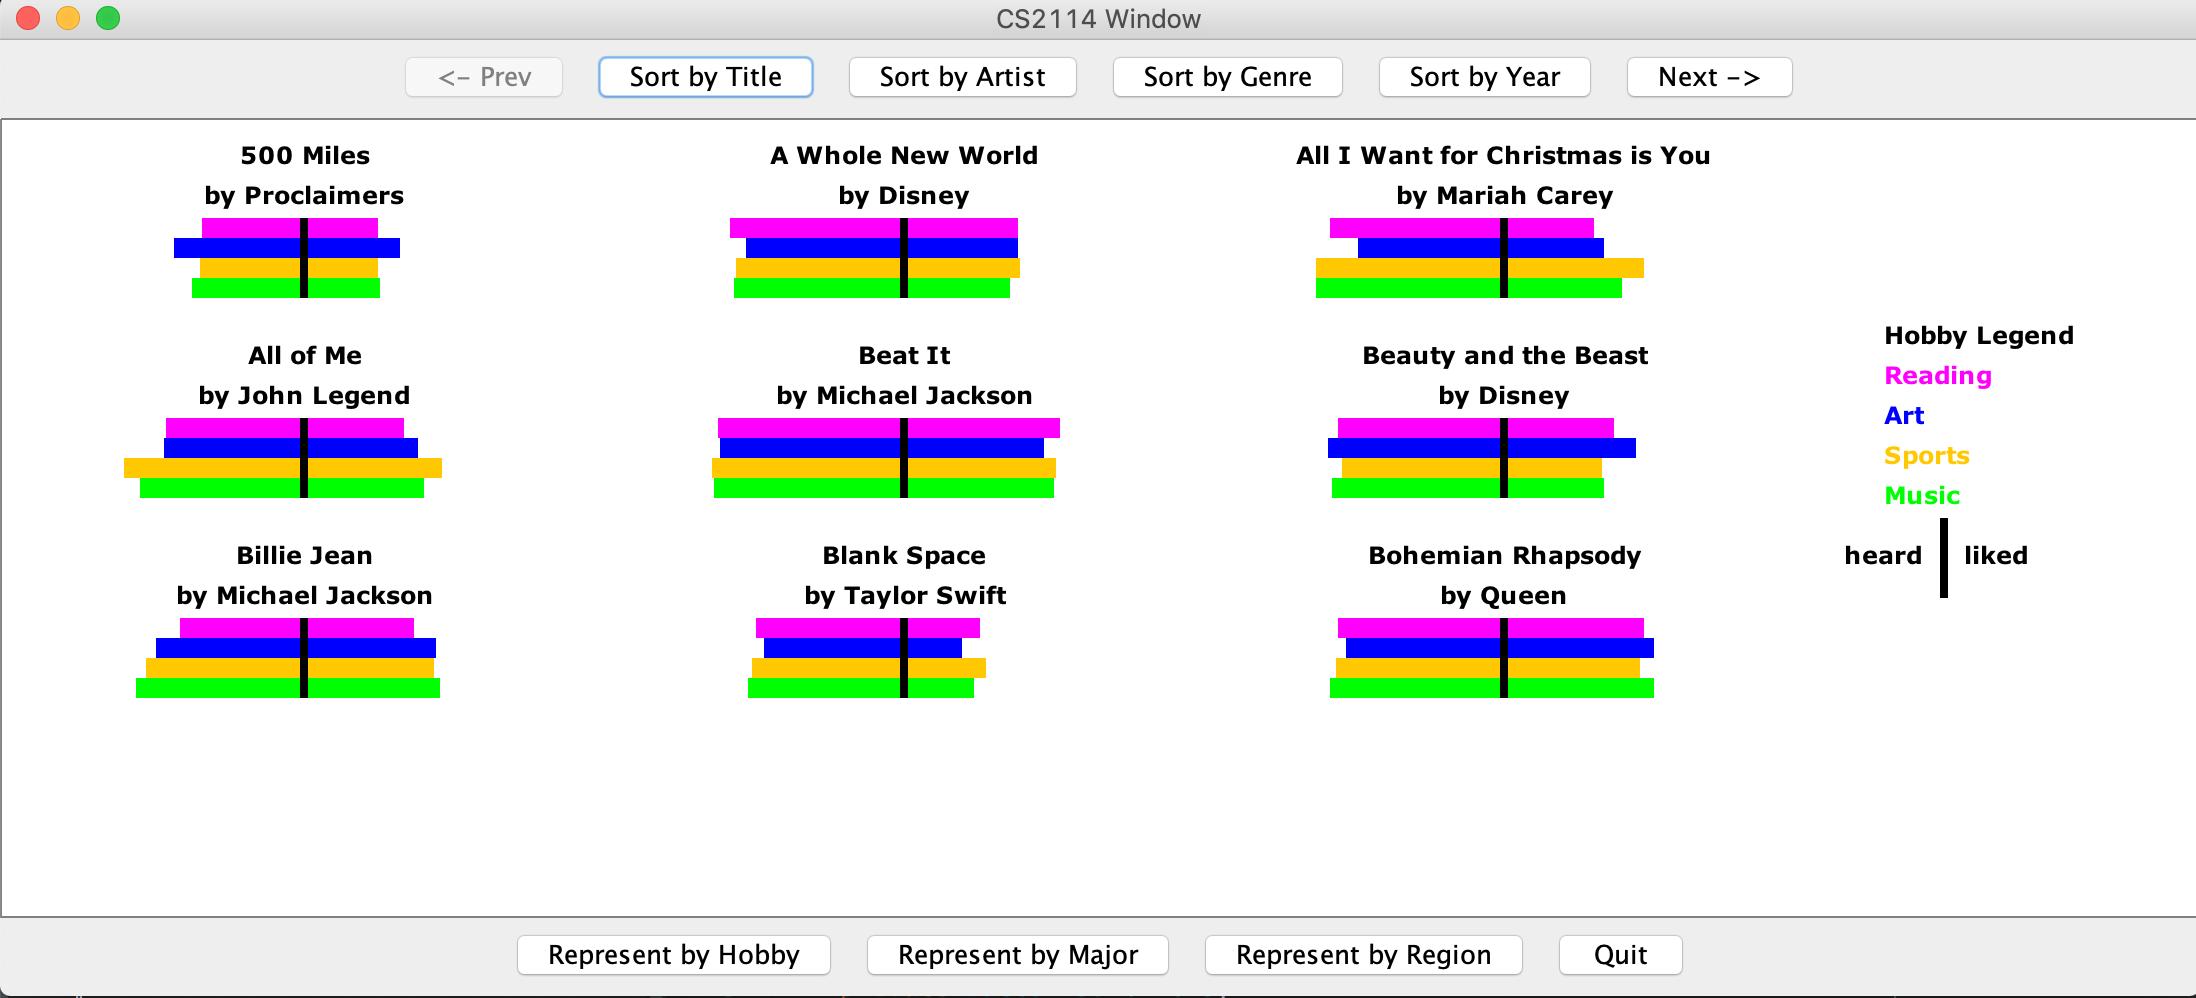 CS2114 Window
<- Prev
Sort by Title
Sort by Artist
Sort by Genre
Sort by Year
Next ->
500 Miles
by Proclaimers
A Whole New World
by Disney
All I Want for Christmas is You
by Mariah Carey
All of Me
by John Legend
Beat It
by Michael Jackson
Beauty and the Beast
by Disney
Billie Jean
by Michael Jackson
Blank Space
by Taylor Swift
Bohemian Rhapsody
by Queen
Hobby Legend
Reading
Art
Sports
Music
heard
liked
Represent by Hobby
Represent by Major
Represent by Region
Quit